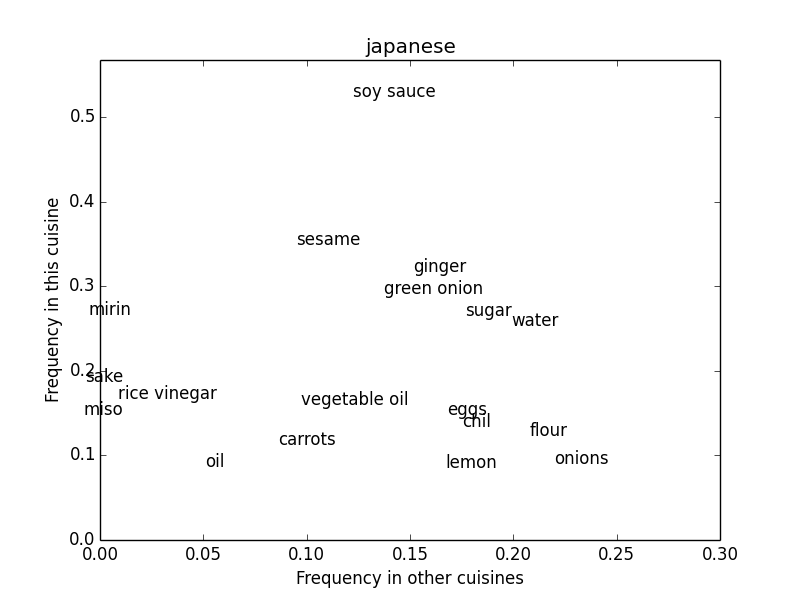 japanese
soy sauce
0.5
0.4
sesame
ginger
0.3
green onion
mirin
sugar
water
0.2
sake
rice vinegar
miso
vegetable oil
eggs
chil
flour
carrots
0.1
oil
lemon
onions
0.0
0.00 0.05 0.10 0.15 0.20 0.25 0.30
Frequency in other cuisines
Frequency in this cuisine